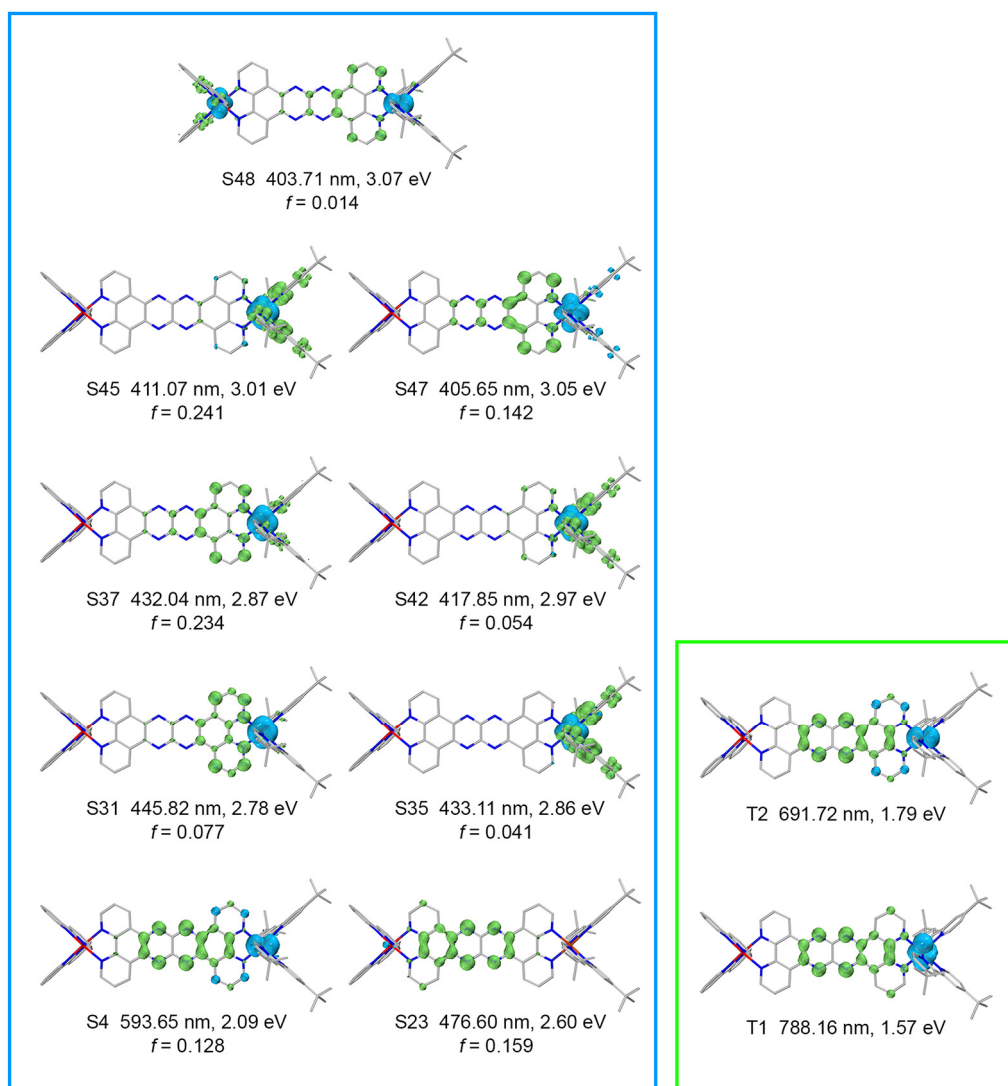 S48 403.71 nm, 3.07 eV
f = 0.014
S45 411.07 nm, 3.01 eV
f = 0.241
S47 405.65 nm, 3.05 eV
f = 0.142
S37 432.04 nm, 2.87 eV
f = 0.234
S42 417.85 nm, 2.97 eV
f = 0.054
S31 445.82 nm, 2.78 eV
f = 0.077
S35 433.11 nm, 2.86 eV
f = 0.041
S4 593.65 nm, 2.09 eV
f = 0.128
S23 476.60 nm, 2.60 eV
f = 0.159
T2 691.72 nm, 1.79 eV
T1 788.16 nm, 1.57 eV